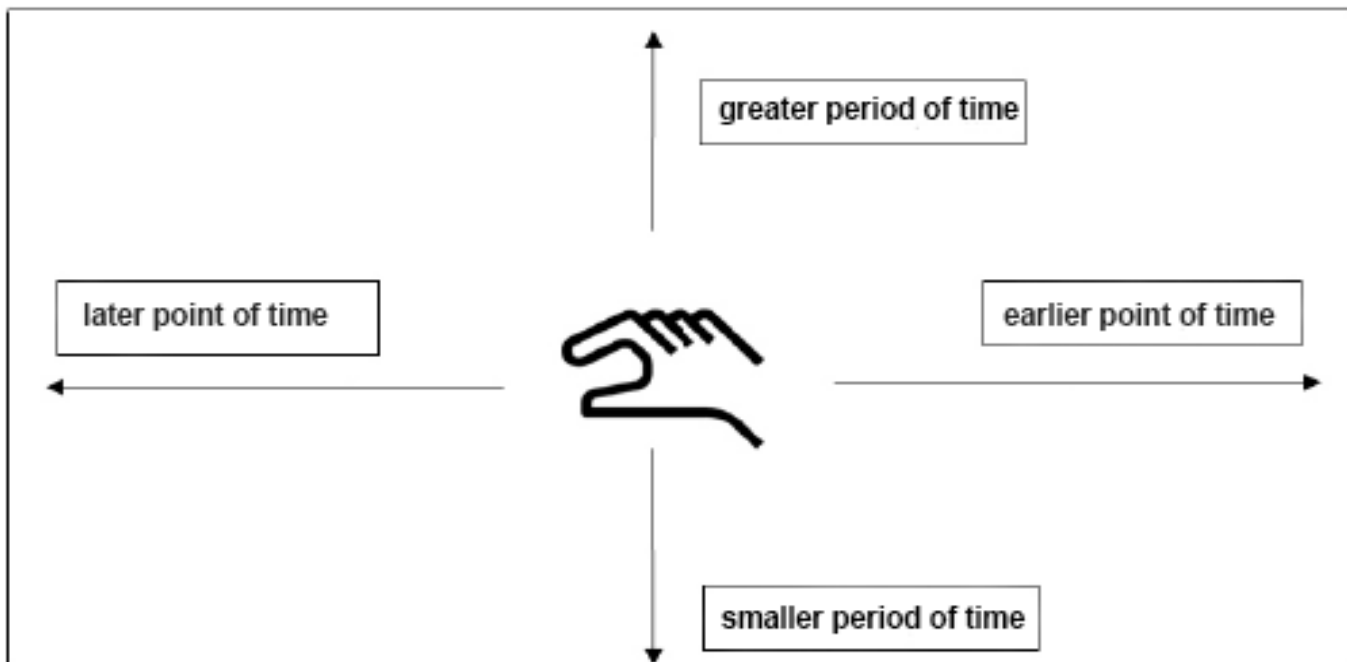 greater period of time
later point of time
earlier point of time
smaller period of time